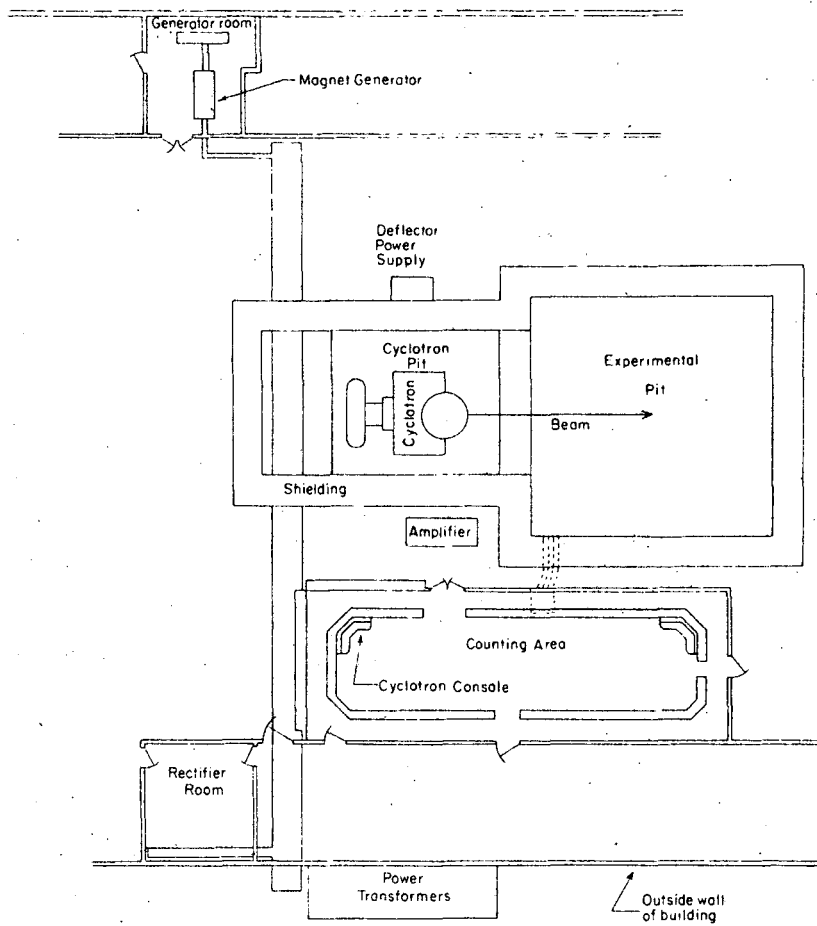 Generator room
Magnet Generator
Deflector
Power
Supply
Cyclotron
Pit
Cyclotron
Experimental
Pit
Beam
Shielding
Amplifier
Counting Area
Cyclotron Console
Rectifier
Room
Power
Transformers
Outside wall
of building